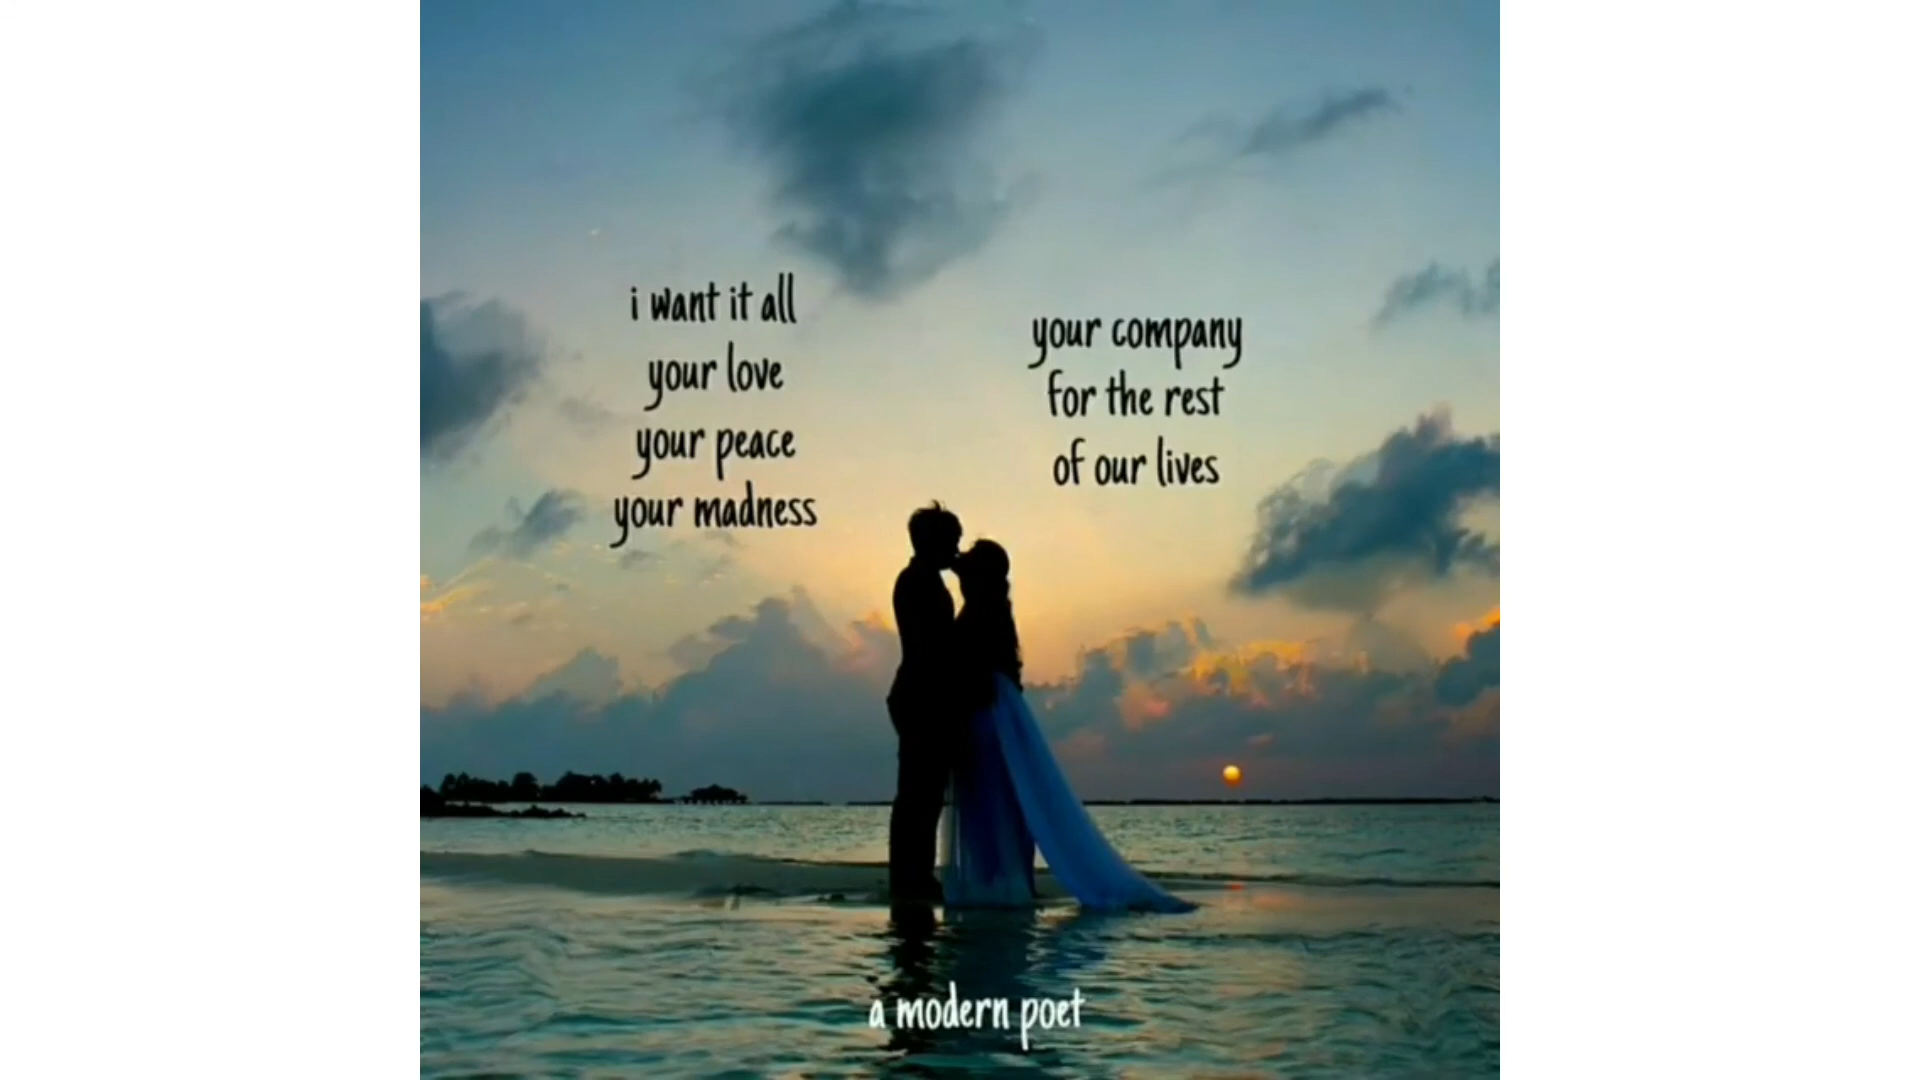 i want it all
your love
your peace
your madness
your company
for the rest
of our lives
a modern poet